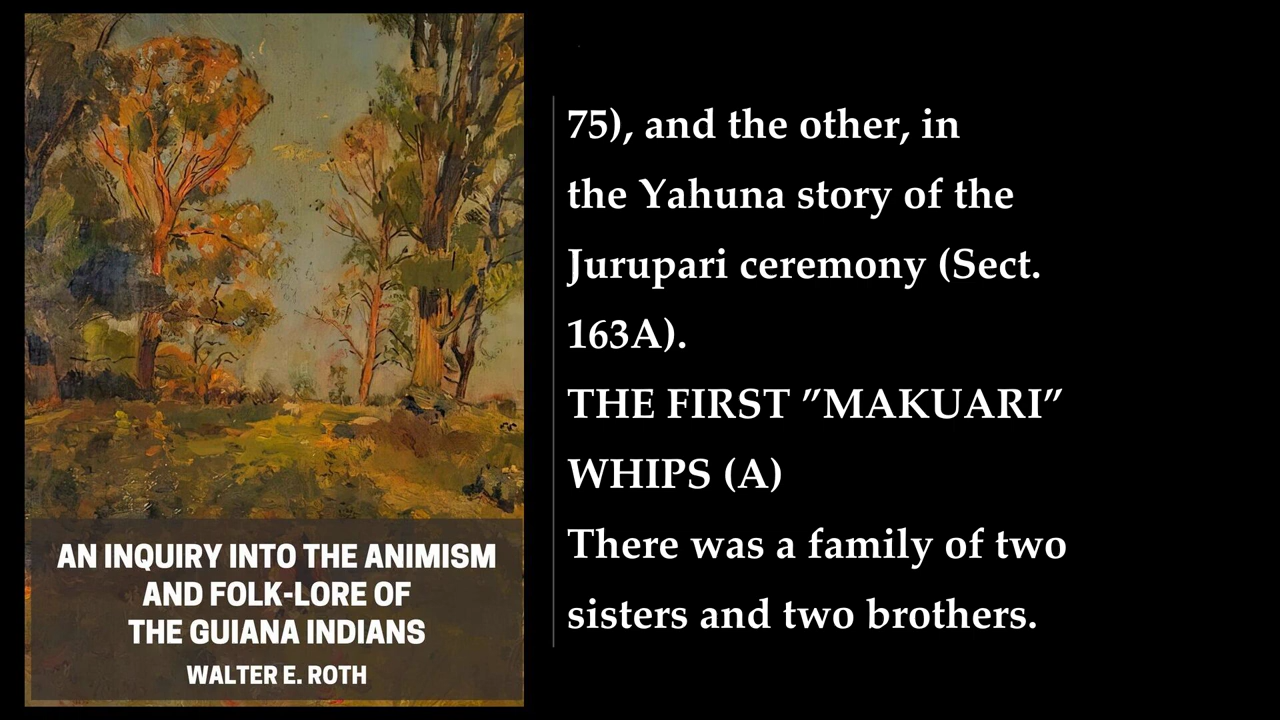 AN INQUIRY INTO THE ANIMISM
AND FOLK-LORE OF
THE GUIANA INDIANS
WALTER E. ROTH
75), and the other, in
the Yahuna story of the
Jurupari ceremony (Sect.
163A).
THE FIRST ”MAKUARI”
WHIPS (A)
There was a family of two
sisters and two brothers.